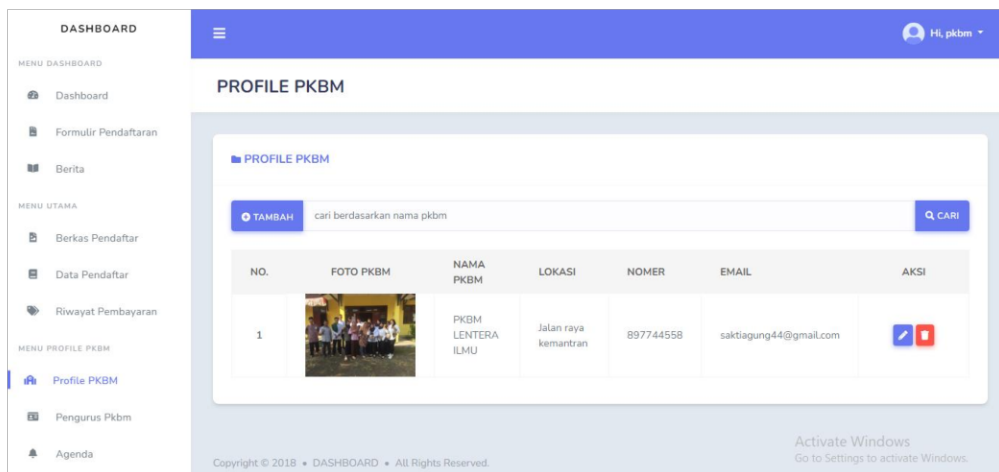 DASHBOARD
MENU DASHBOARD
Dashboard
Formulir Pendaftaran
Berita
MENU UTAMA
Berkas Pendaftar
Data Pendaftar
Riwayat Pembayaran
MENU PROFILE PKBM
Profile PKBM
Pengurus Pkbm
Agenda
Hi, pkbm
PROFILE PKBM
PROFILE PKBM
TAMBAH cari berdasarkan nama pkbm CARI
NO. FOTO PKBM NAMA PKBM LOKASI NOMER EMAIL AKSI
1 PKBM LENTERA ILMU Jalan raya kemantran 897744558 saktiagung44@gmail.com
Activate Windows
Go to Settings to activate Windows.
Copyright © 2018 • DASHBOARD • All Rights Reserved.